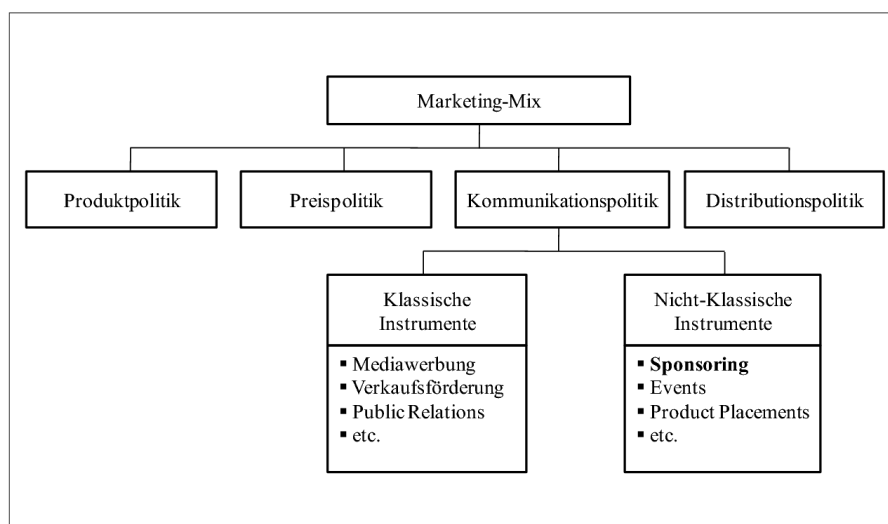 Marketing-Mix
Produktpolitik
Preispolitik
Kommunikationspolitik
Distributionspolitik
Klassische
Instrumente
▪ Mediawerbung
▪ Verkaufsförderung
▪ Public Relations
▪ etc.
Nicht-Klassische
Instrumente
▪ Sponsoring
▪ Events
▪ Product Placements
▪ etc.